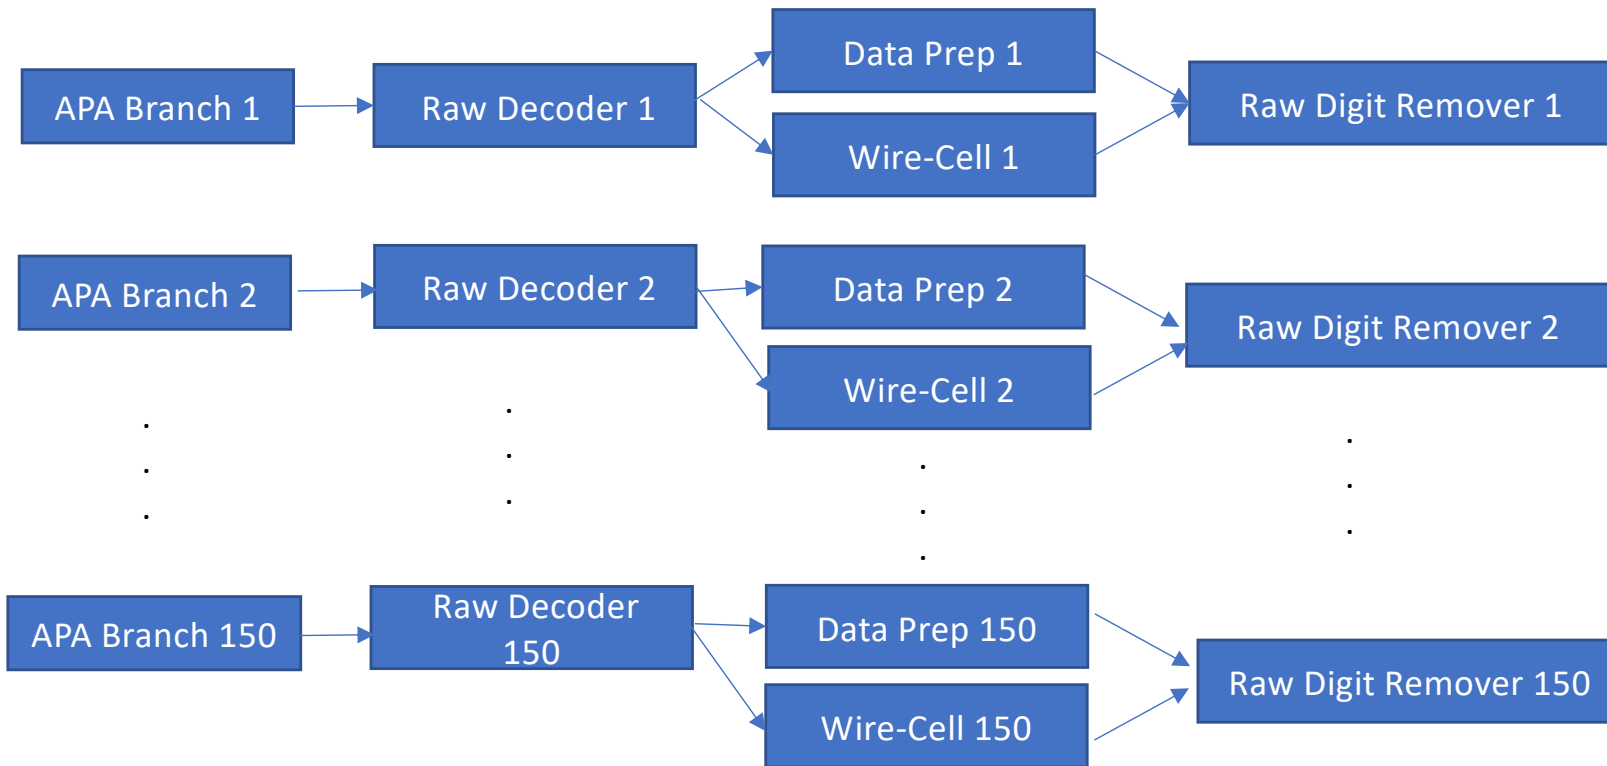 APA Branch 1
Raw Decoder 1
Data Prep 1
Wire-Cell 1
Raw Digit Remover 1
APA Branch 2
Raw Decoder 2
Data Prep 2
Wire-Cell 2
Raw Digit Remover 2
.
.
.
.
.
.
.
.
.
.
.
.
APA Branch 150
Raw Decoder
150
Data Prep 150
Wire-Cell 150
Raw Digit Remover 150